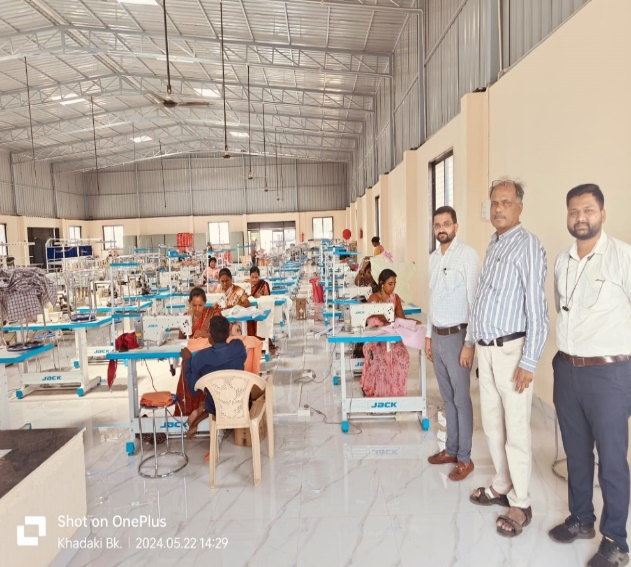 JACK
JACK
JACK
JACK
Shot on OnePlus
Khadaki Bk. | 2024.05.22 14:29